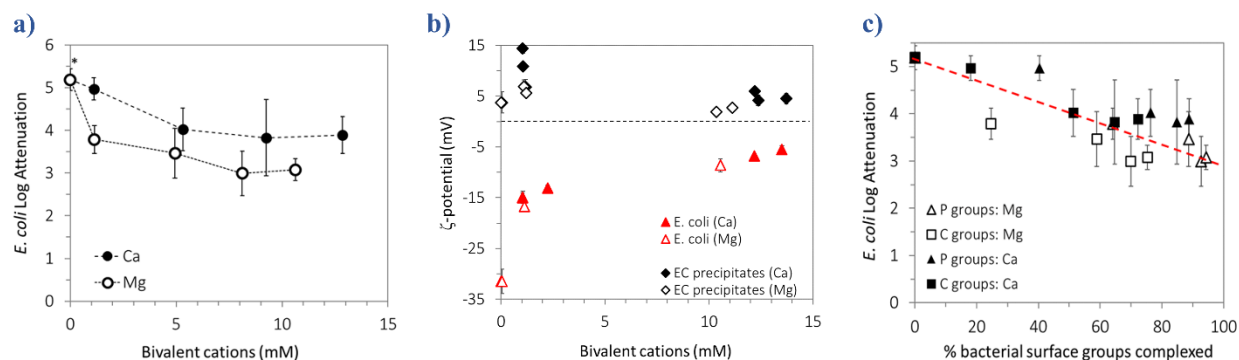 a)
E. coli Log Attenuation
6
5
4
3
2
1
0
*
Ca
Mg
0
5
10
15
Bivalent cations (mM)
b)
ζ-potential (mV)
15
5
-5
-15
-25
-35
E. coli (Ca)
E. coli (Mg)
EC precipitates (Ca)
EC precipitates (Mg)
0
5
10
15
Bivalent cations (mM)
c)
E. coli Log Attenuation
5
4
3
2
1
0
P groups: Mg
C groups: Mg
P groups: Ca
C groups: Ca
0
20
40
60
80
100
% bacterial surface groups complexed